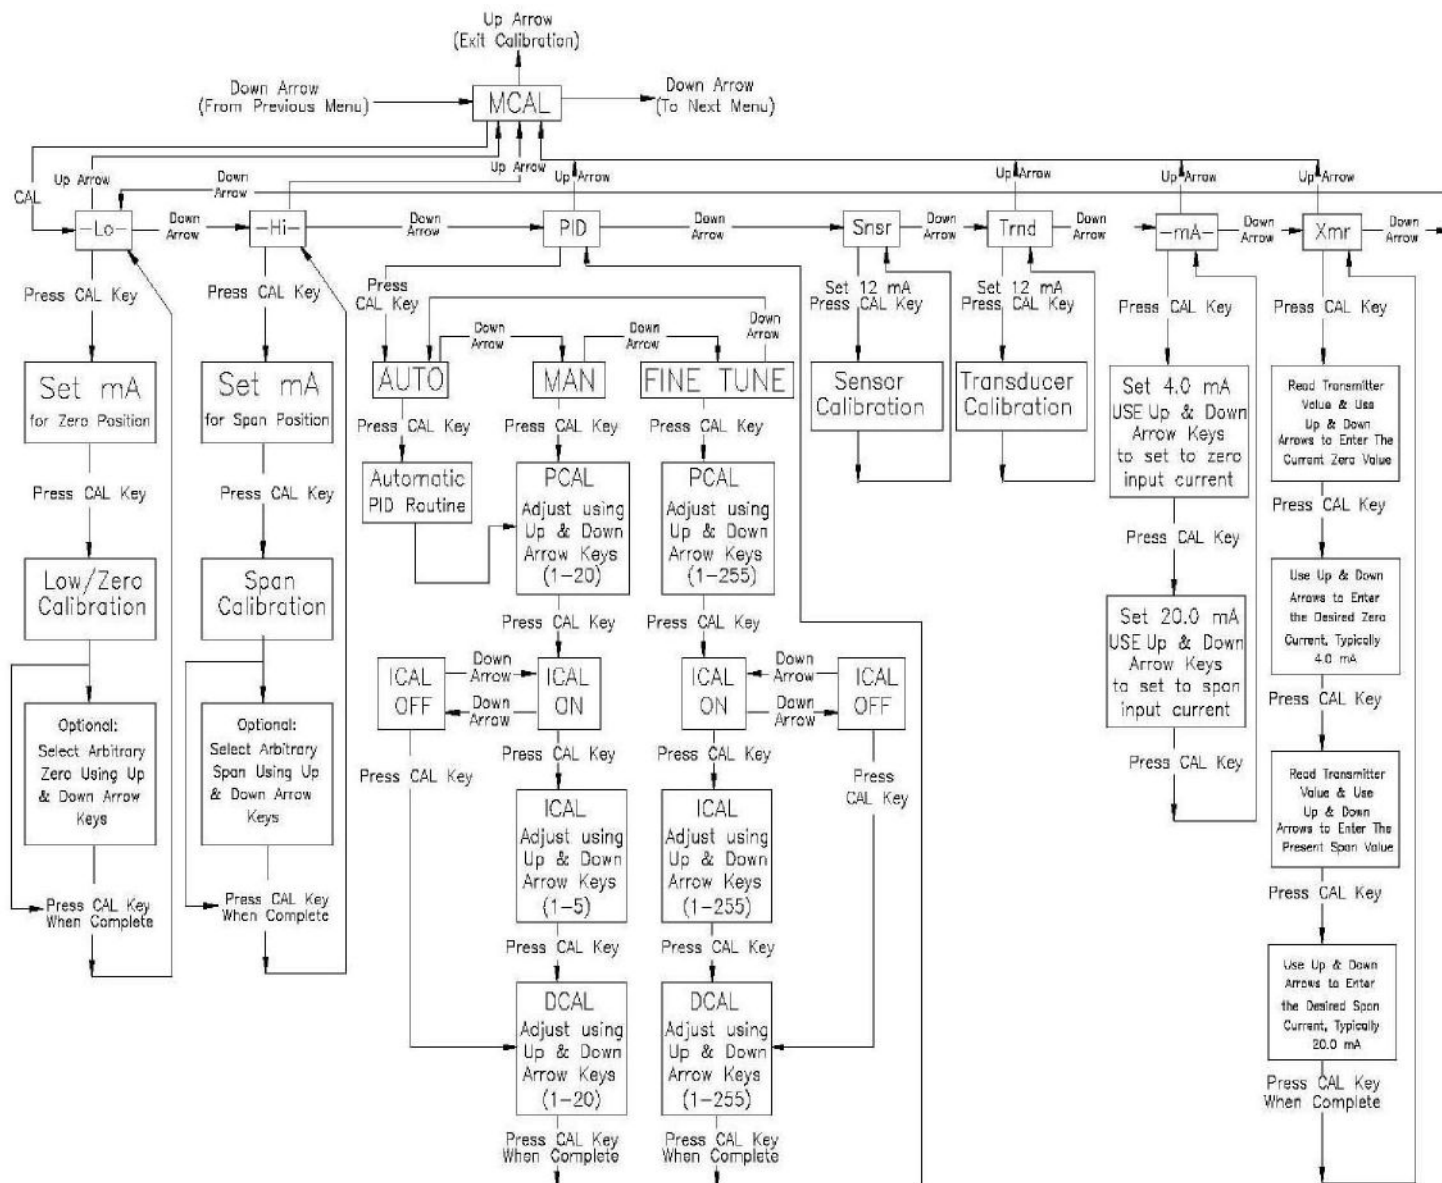 Up Arrow
(Exit Calibration)
Down Arrow
(From Previous Menu)
MCAL
Down Arrow
(To Next Menu)
CAL
Up Arrow
Down
Arrow
Up Arrow
Up Arrow
Up Arrow
Up Arrow
Up Arrow
-Lo-
Down
Arrow
-Hi-
Down
Arrow
PID
Down
Arrow
Snsr
Down
Arrow
Trnd
Down
Arrow
-mA-
Down
Arrow
Xmr
Down
Arrow
Press CAL Key
Set mA
for Zero Position
Press CAL Key
Low/Zero
Calibration
Optional:
Select Arbitrary
Zero Using Up
& Down Arrow
Keys
Press CAL Key
When Complete
Press CAL Key
Set mA
for Span Position
Press CAL Key
Span
Calibration
Optional:
Select Arbitrary
Span Using Up
& Down Arrow
Keys
Press CAL Key
When Complete
Press
CAL Key
AUTO
Down
Arrow
MAN
Down
Arrow
FINE TUNE
Down
Arrow
Press CAL Key
Automatic
PID Routine
Press CAL Key
PCAL
Adjust using
Up & Down
Arrow Keys
(1-20)
Press CAL Key
ICAL
OFF
Down
Arrow
Down
Arrow
ICAL
ON
Press CAL Key
Press CAL Key
ICAL
Adjust using
Up & Down
Arrow Keys
(1-5)
Press CAL Key
DCAL
Adjust using
Up & Down
Arrow Keys
(1-20)
Press CAL Key
When Complete
Press CAL Key
PCAL
Adjust using
Up & Down
Arrow Keys
(1-255)
Press CAL Key
ICAL
ON
Down
Arrow
Down
Arrow
ICAL
OFF
Press CAL Key
Press
CAL Key
ICAL
Adjust using
Up & Down
Arrow Keys
(1-255)
Press CAL Key
DCAL
Adjust using
Up & Down
Arrow Keys
(1-255)
Press CAL Key
When Complete
Set 12 mA
Press CAL Key
Sensor
Calibration
Set 12 mA
Press CAL Key
Transducer
Calibration
Press CAL Key
Set 4.0 mA
USE Up & Down
Arrow Keys
to set to zero
input current
Press CAL Key
Set 20.0 mA
USE Up & Down
Arrow Keys
to set to span
input current
Press CAL Key
Press CAL Key
Read Transmitter
Value & Use
Up & Down
Arrows to Enter The
Current Zero Value
Press CAL Key
Use Up & Down
Arrows to Enter
the Desired Zero
Current, Typically
4.0 mA
Press CAL Key
Read Transmitter
Value & Use
Up & Down
Arrows to Enter The
Present Span Value
Press CAL Key
Use Up & Down
Arrows to Enter
the Desired Span
Current, Typically
20.0 mA
Press CAL Key
When Complete